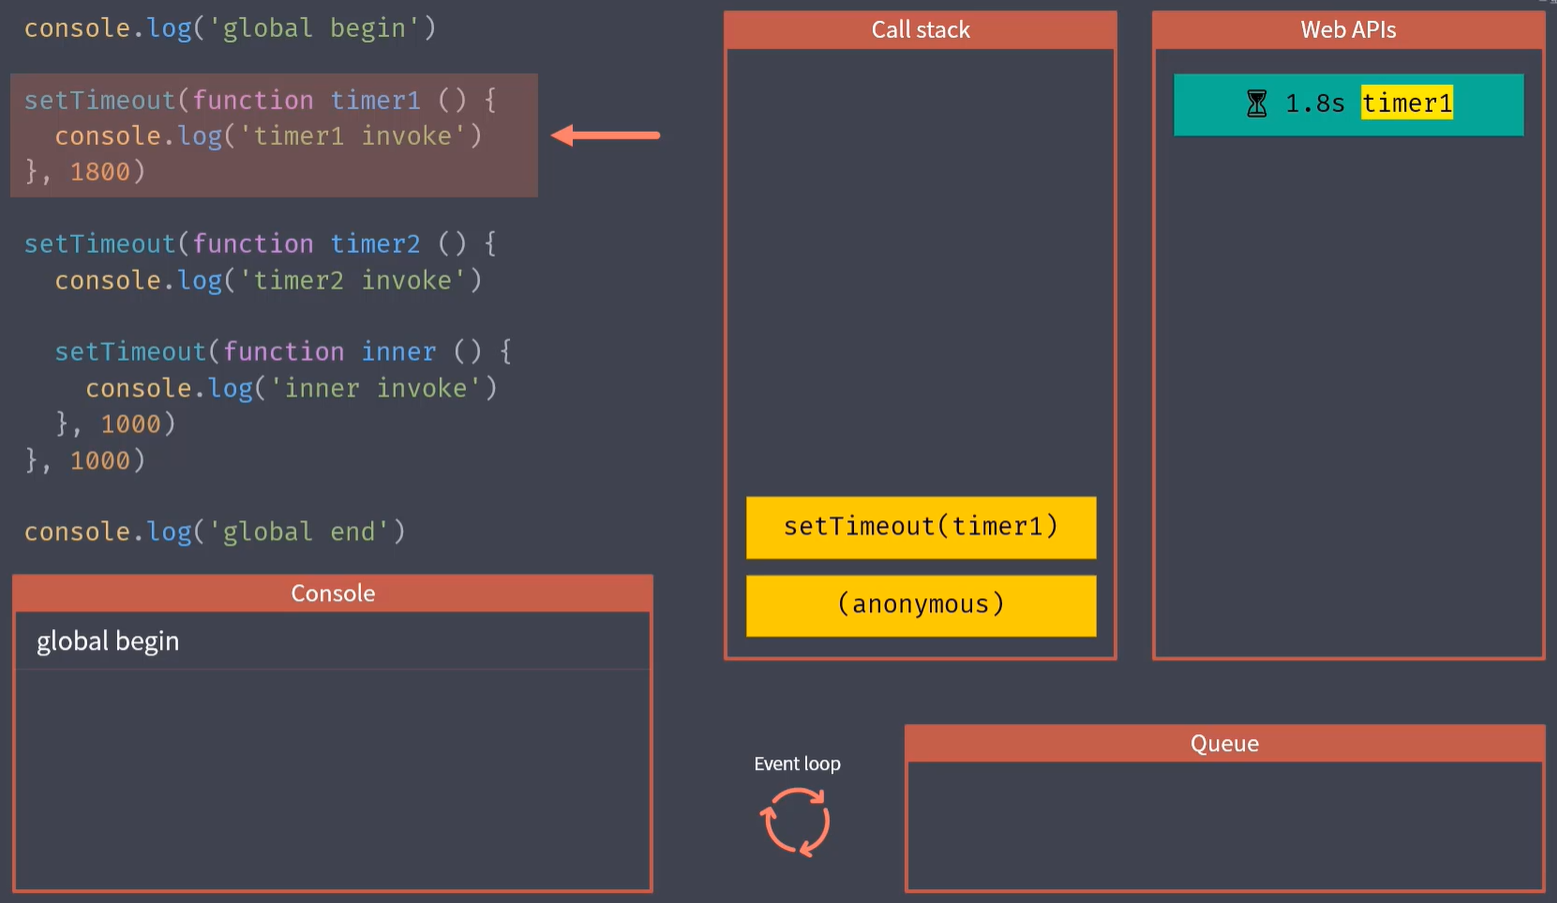 console.log('global begin')
setTimeout(function timer1 () {
  console.log('timer1 invoke')
}, 1800)
setTimeout(function timer2 () {
  console.log('timer2 invoke')
  setTimeout(function inner () {
    console.log('inner invoke')
  }, 1000)
}, 1000)
console.log('global end')
Console
global begin
Call stack
setTimeout(timer1)
(anonymous)
Web APIs
1.8s timer1
Event loop
Queue